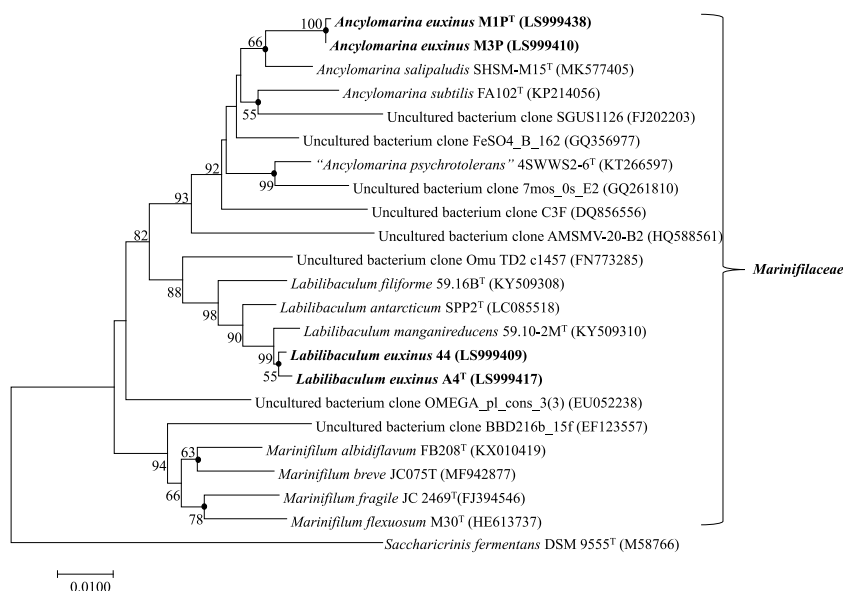 100
Ancylomarina euxinus M1Pᵀ (LS999438)
66
Ancylomarina euxinus M3P (LS999410)
Ancylomarina salipaludis SHSM-M15ᵀ (MK577405)
Ancylomarina subtilis FA102ᵀ (KP214056)
55
Uncultured bacterium clone SGUS1126 (FJ202203)
Uncultured bacterium clone FeSO4_B_162 (GQ356977)
92
“Ancylomarina psychrotolerans” 4SWWS2-6ᵀ (KT266597)
99
Uncultured bacterium clone 7mos_0s_E2 (GQ261810)
93
Uncultured bacterium clone C3F (DQ856556)
82
Uncultured bacterium clone AMSMV-20-B2 (HQ588561)
Uncultured bacterium clone Omu TD2 c1457 (FN773285)
Marinifilaceae
88
Labilibaculum filiforme 59.16Bᵀ (KY509308)
98
Labilibaculum antarcticum SPP2ᵀ (LC085518)
90
Labilibaculum manganireducens 59.10-2Mᵀ (KY509310)
99
Labilibaculum euxinus 44 (LS999409)
55
Labilibaculum euxinus A4ᵀ (LS999417)
Uncultured bacterium clone OMEGA_pl_cons_3(3) (EU052238)
Uncultured bacterium clone BBD216b_15f (EF123557)
94
63
Marinifilum albidiflavum FB208ᵀ (KX010419)
Marinifilum breve JC075T (MF942877)
66
Marinifilum fragile JC 2469ᵀ(FJ394546)
78
Marinifilum flexuosum M30ᵀ (HE613737)
Saccharicrinis fermentans DSM 9555ᵀ (M58766)
0.0100